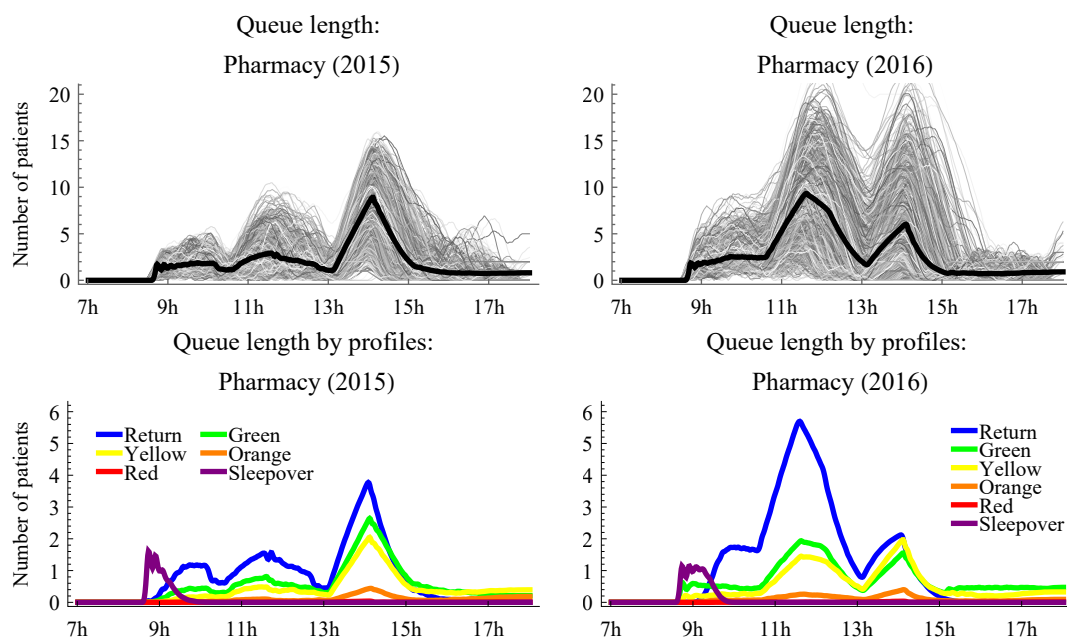 Queue length:
Pharmacy (2015)
Number of patients
20
15
10
5
0
7h 9h 11h 13h 15h 17h
Queue length:
Pharmacy (2016)
20
15
10
5
0
7h 9h 11h 13h 15h 17h
Queue length by profiles:
Pharmacy (2015)
Number of patients
6
5
4
3
2
1
0
Return Green
Yellow Orange
Red Sleepover
7h 9h 11h 13h 15h 17h
Queue length by profiles:
Pharmacy (2016)
6
5
4
3
2
1
0
Return
Green
Yellow
Orange
Red
Sleepover
7h 9h 11h 13h 15h 17h